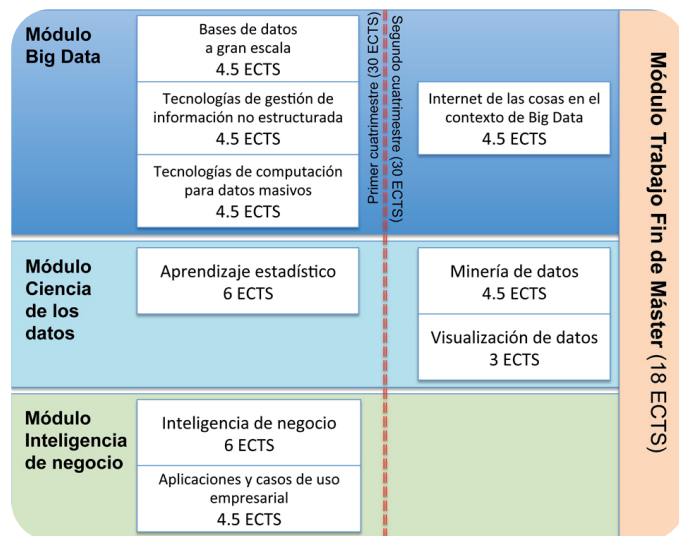 Módulo
Big Data
Bases de datos
a gran escala
4.5 ECTS
Tecnologías de gestión de
información no estructurada
4.5 ECTS
Tecnologías de computación
para datos masivos
4.5 ECTS
Primer cuatrimestre (30 ECTS)
Segundo cuatrimestre (30 ECTS)
Internet de las cosas en el
contexto de Big Data
4.5 ECTS
Módulo
Ciencia
de los
datos
Aprendizaje estadístico
6 ECTS
Minería de datos
4.5 ECTS
Visualización de datos
3 ECTS
Módulo
Inteligencia
de negocio
Inteligencia de negocio
6 ECTS
Aplicaciones y casos de uso
empresarial
4.5 ECTS
Módulo Trabajo Fin de Máster (18 ECTS)